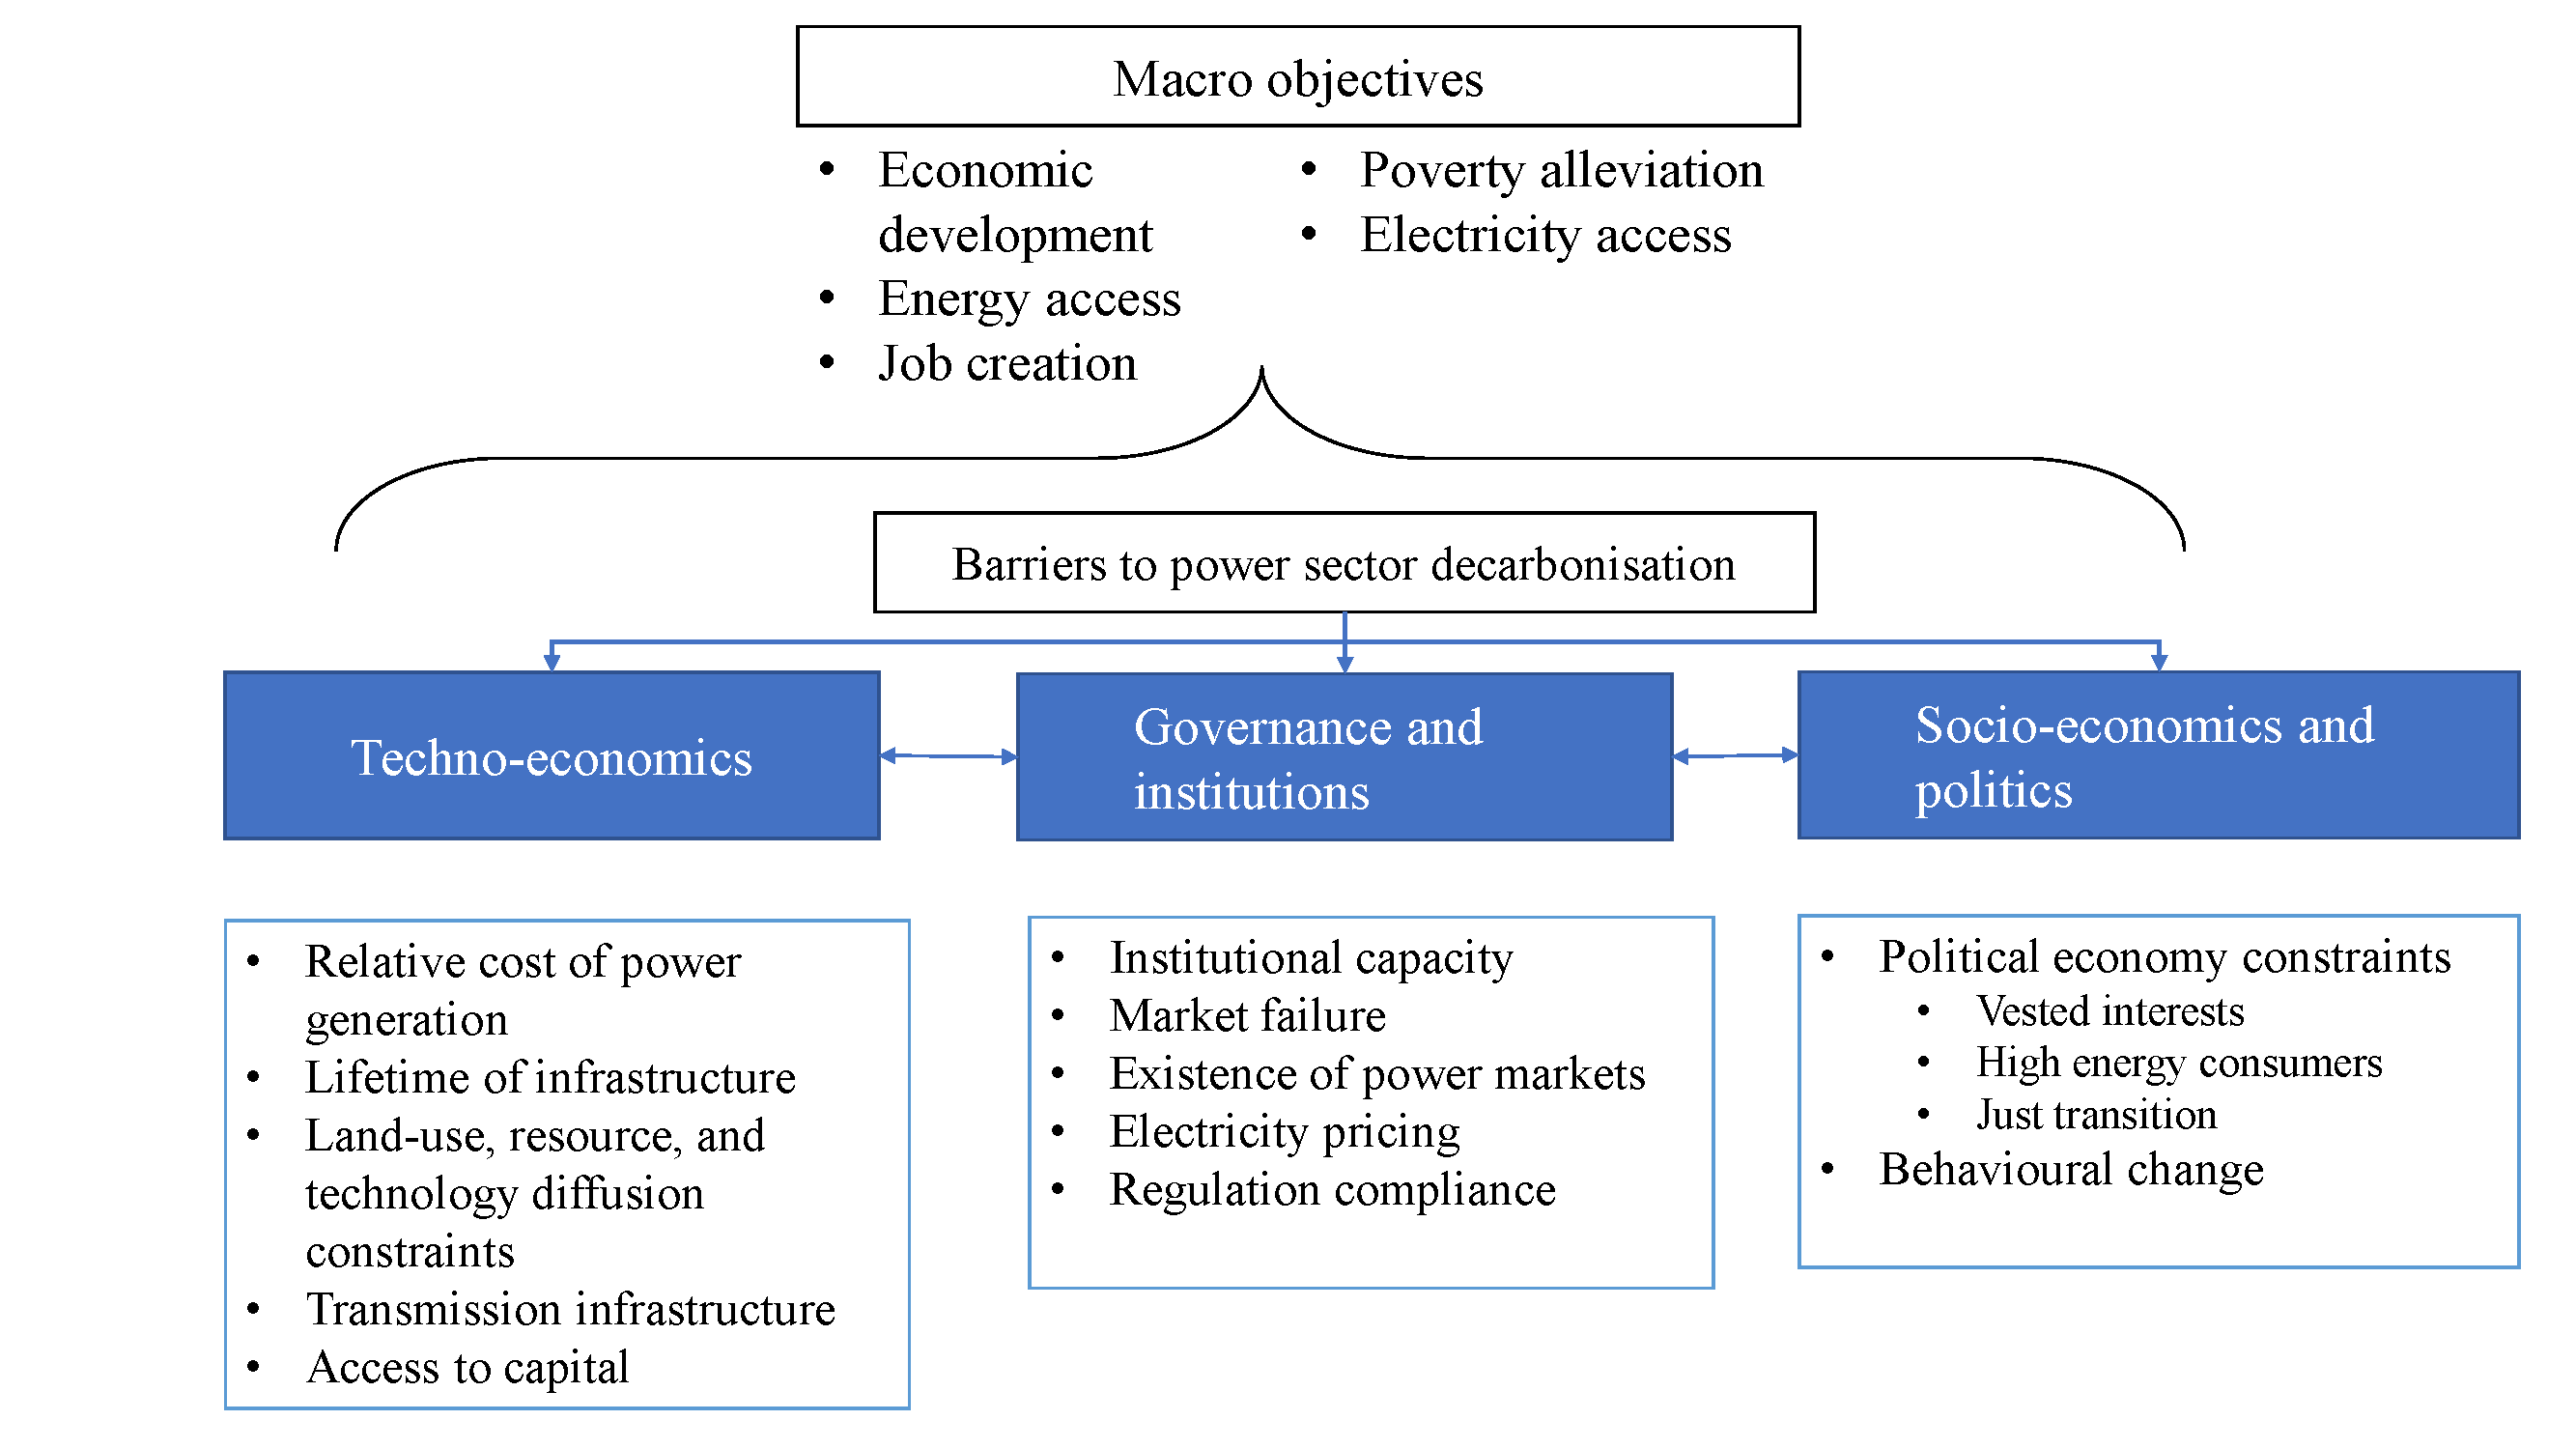 Macro objectives
• Economic
development
• Energy access
• Job creation
• Poverty alleviation
• Electricity access
Barriers to power sector decarbonisation
Techno-economics
Governance and
institutions
Socio-economics and
politics
• Relative cost of power
generation
• Lifetime of infrastructure
• Land-use, resource, and
technology diffusion
constraints
• Transmission infrastructure
• Access to capital
• Institutional capacity
• Market failure
• Existence of power markets
• Electricity pricing
• Regulation compliance
• Political economy constraints
• Vested interests
• High energy consumers
• Just transition
• Behavioural change